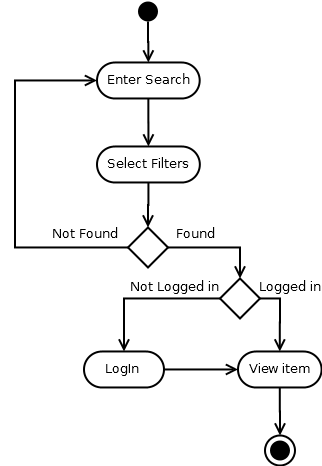 Enter Search
Select Filters
Not Found
Found
Not Logged in
Logged in
LogIn
View item